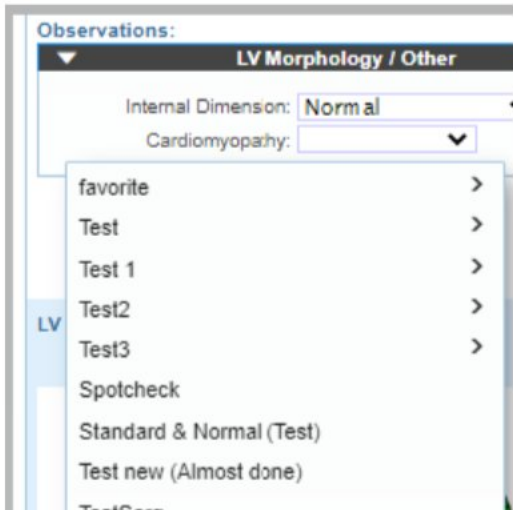 Observations:
LV Morphology / Other
Internal Dimension: Normal
Cardiomyopathy:
favorite
Test
Test 1
Test2
Test3
LV
Spotcheck
Standard & Normal (Test)
Test new (Almost done)